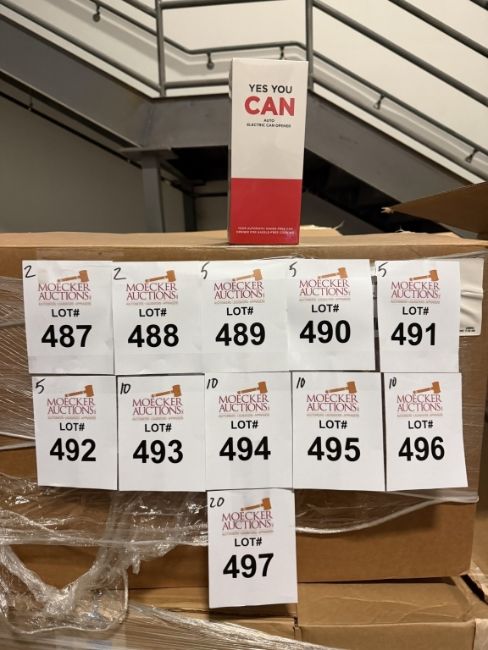 YES YOU
CAN
AUTO
ELECTRIC CAN OPENER
2
MOECKER
AUCTIONS
LOT#
487
2
MOECKER
AUCTIONS
LOT#
488
5
MOECKER
AUCTIONS
LOT#
489
5
MOECKER
AUCTIONS
LOT#
490
5
MOECKER
AUCTIONS
LOT#
491
5
MOECKER
AUCTIONS
LOT#
492
10
MOECKER
AUCTIONS
LOT#
493
10
MOECKER
AUCTIONS
LOT#
494
10
MOECKER
AUCTIONS
LOT#
495
10
MOECKER
AUCTIONS
LOT#
496
20
MOECKER
AUCTIONS
LOT#
497